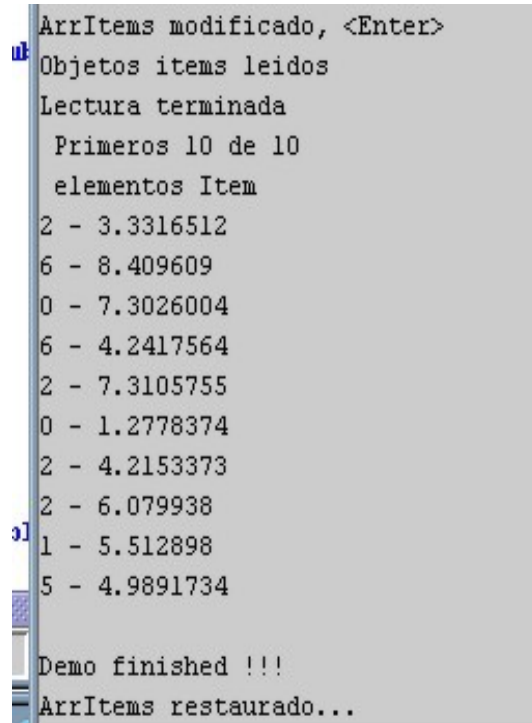 ArrItems modificado, <Enter>
Objetos items leidos
Lectura terminada
Primeros 10 de 10
elementos Item
2 - 3.3316512
6 - 8.409609
0 - 7.3026004
6 - 4.2417564
2 - 7.3105755
0 - 1.2778374
2 - 4.2153373
2 - 6.079938
1 - 5.512898
5 - 4.9891734
Demo finished !!!
ArrItems restaurado...